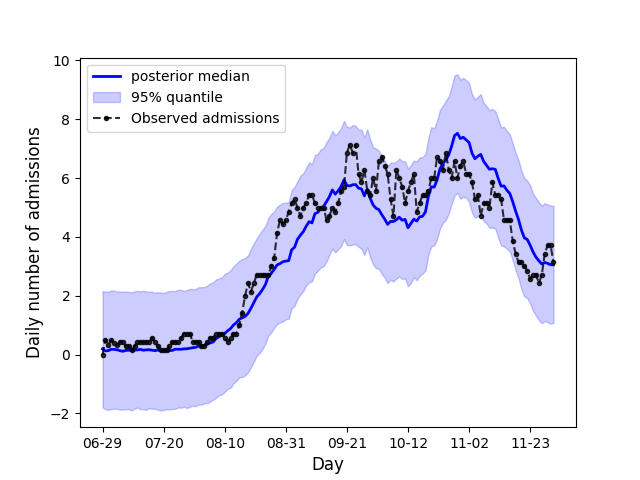 posterior median
95% quantile
Observed admissions
Daily number of admissions
10
8
6
4
2
0
−2
06-29 07-20 08-10 08-31 09-21 10-12 11-02 11-23
Day